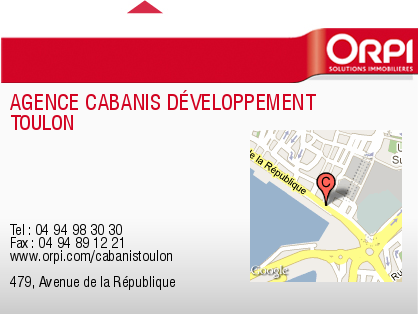 ORPI
SOLUTIONS IMMOBILIÈRES
AGENCE CABANIS DÉVELOPPEMENT
TOULON
de la République
C
Tel : 04 94 98 30 30
Fax : 04 94 89 12 21
www.orpi.com/cabanistoulon
Google
479, Avenue de la République